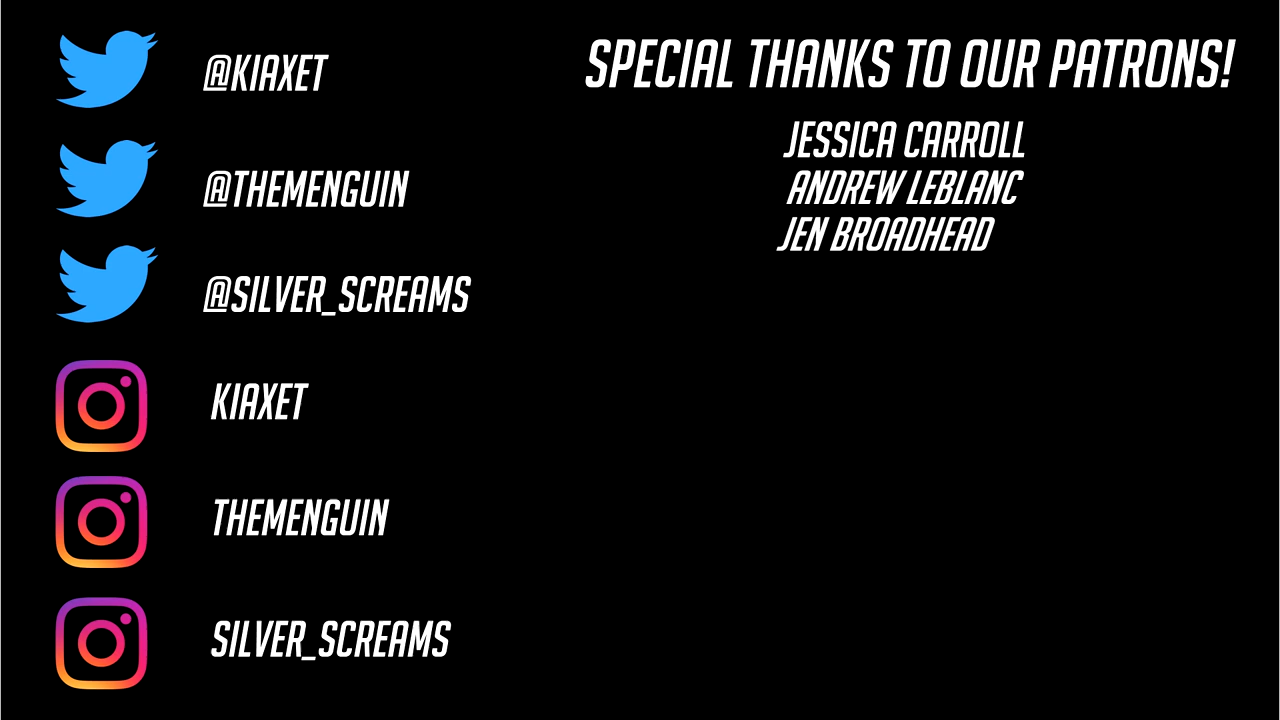 @KIAXET
@THEMENGUIN
@SILVER_SCREAMS
KIAXET
THEMENGUIN
SILVER_SCREAMS
SPECIAL THANKS TO OUR PATRONS!
JESSICA CARROLL
ANDREW LEBLANC
JEN BROADHEAD